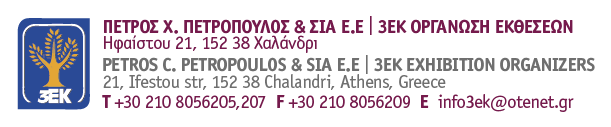 3ΕΚ
ΠΕΤΡΟΣ Χ. ΠΕΤΡΟΠΟΥΛΟΣ & ΣΙΑ Ε.Ε | 3ΕΚ ΟΡΓΑΝΩΣΗ ΕΚΘΕΣΕΩΝ
Ηφαίστου 21, 152 38 Χαλάνδρι
PETROS C. PETROPOULOS & SIA E.E | 3EK EXHIBITION ORGANIZERS
21, Ifestou str, 152 38 Chalandri, Athens, Greece
T +30 210 8056205,207 F +30 210 8056209 E info3ek@otenet.gr